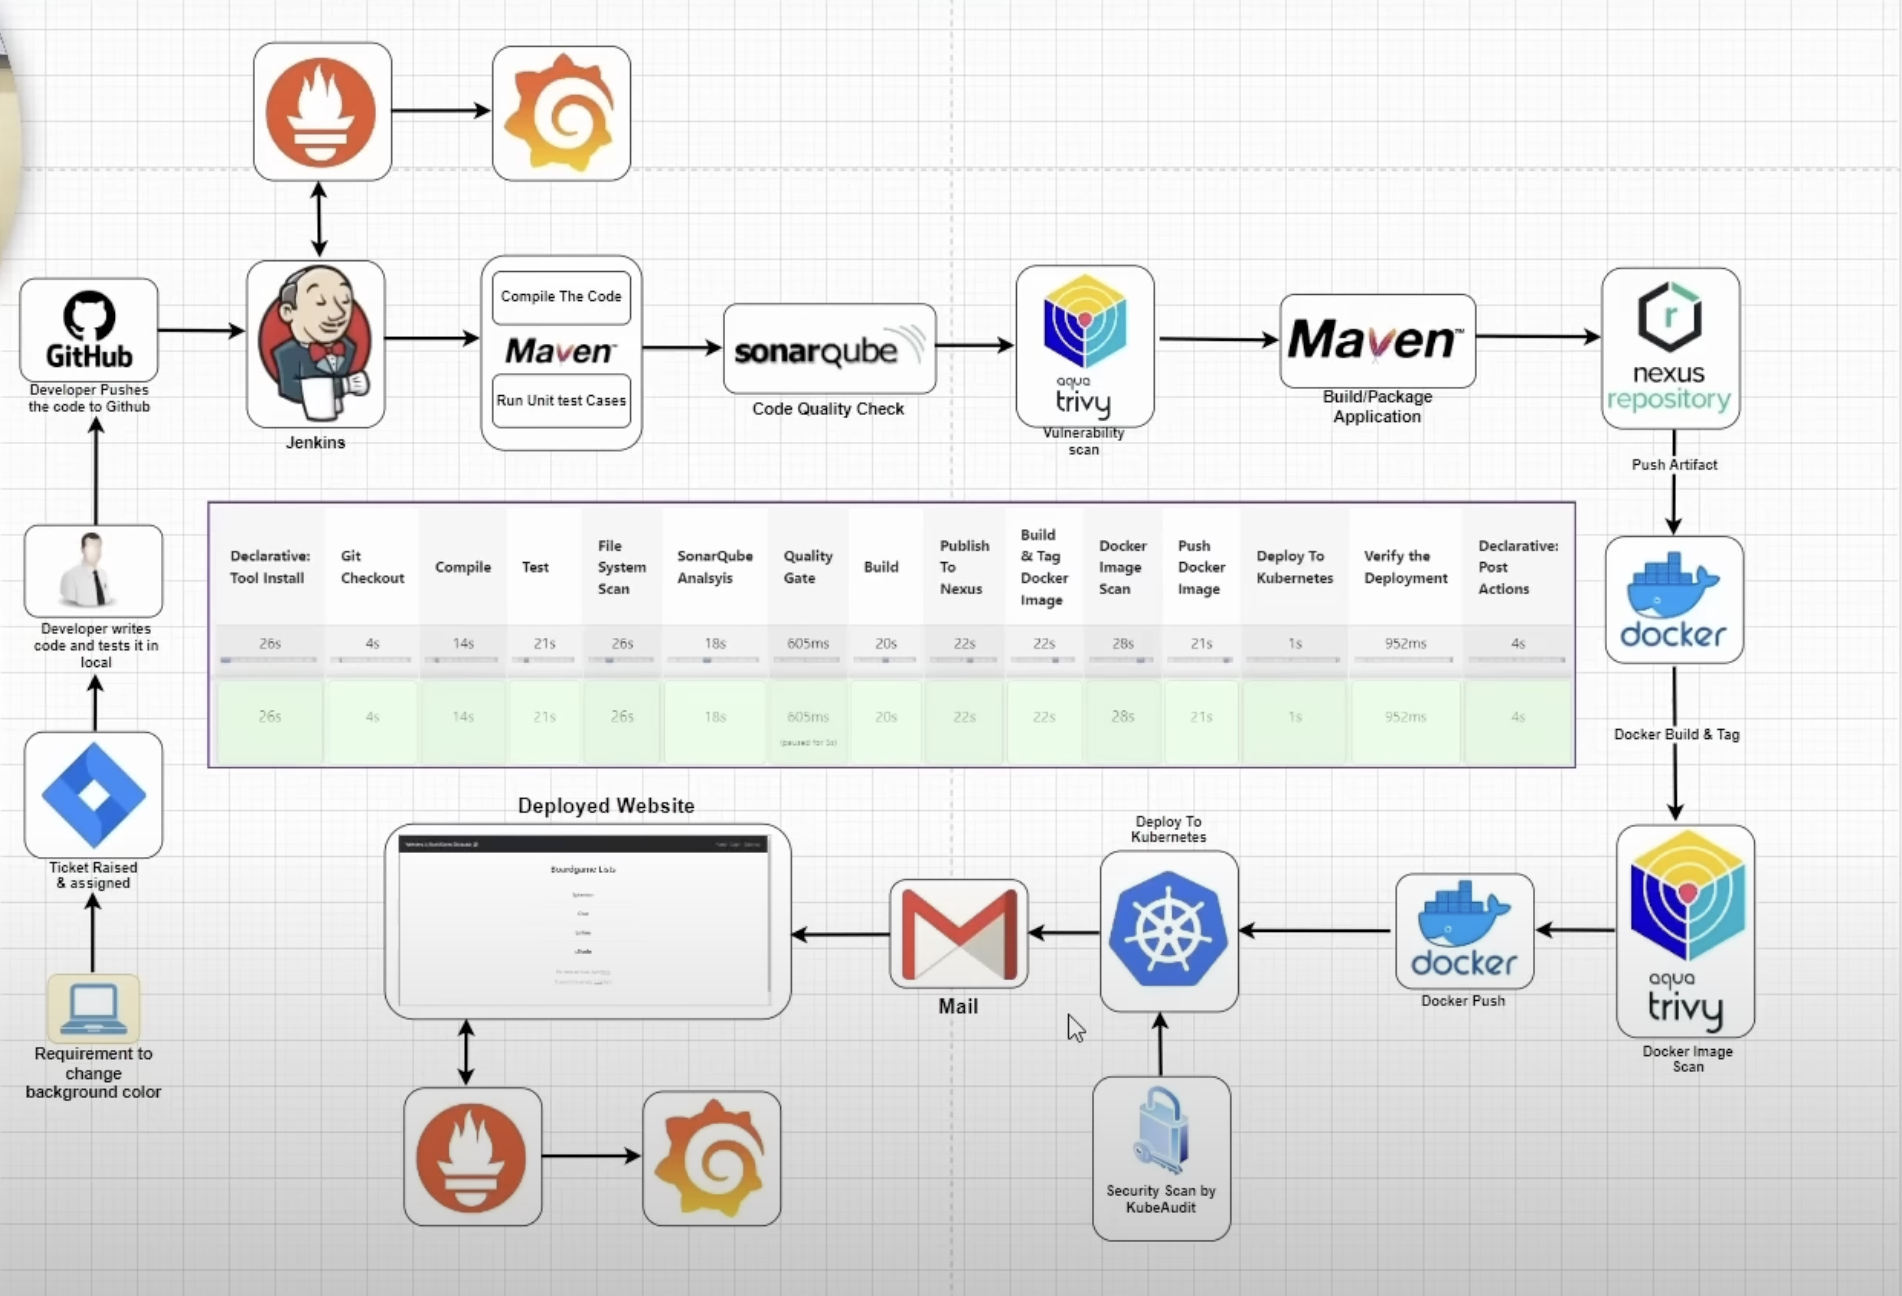 GitHub
Developer Pushes
the code to Github
Jenkins
Compile The Code
Maven
Run Unit test Cases
sonarqube
Code Quality Check
aqua
trivy
Vulnerability
scan
Maven™
Build/Package
Application
nexus
repository
Push Artifact
Developer writes
code and tests it in
local
Declarative:
Tool Install
Git
Checkout
Compile
Test
File
System
Scan
SonarQube
Analsyis
Quality
Gate
Build
Publish
To
Nexus
Build
& Tag
Docker
Image
Docker
Image
Scan
Push
Docker
Image
Deploy To
Kubernetes
Verify the
Deployment
Declarative:
Post
Actions
26s 4s 14s 21s 26s 18s 605ms 20s 22s 22s 28s 21s 1s 952ms 4s
26s 4s 14s 21s 26s 18s 605ms 20s 22s 22s 28s 21s 1s 952ms 4s
(paused for 5s)
docker
Docker Build & Tag
Ticket Raised
& assigned
Requirement to
change
background color
Deployed Website
Boardgame Lists
Mail
Deploy To
Kubernetes
docker
Docker Push
aqua
trivy
Docker Image
Scan
Security Scan by
KubeAudit